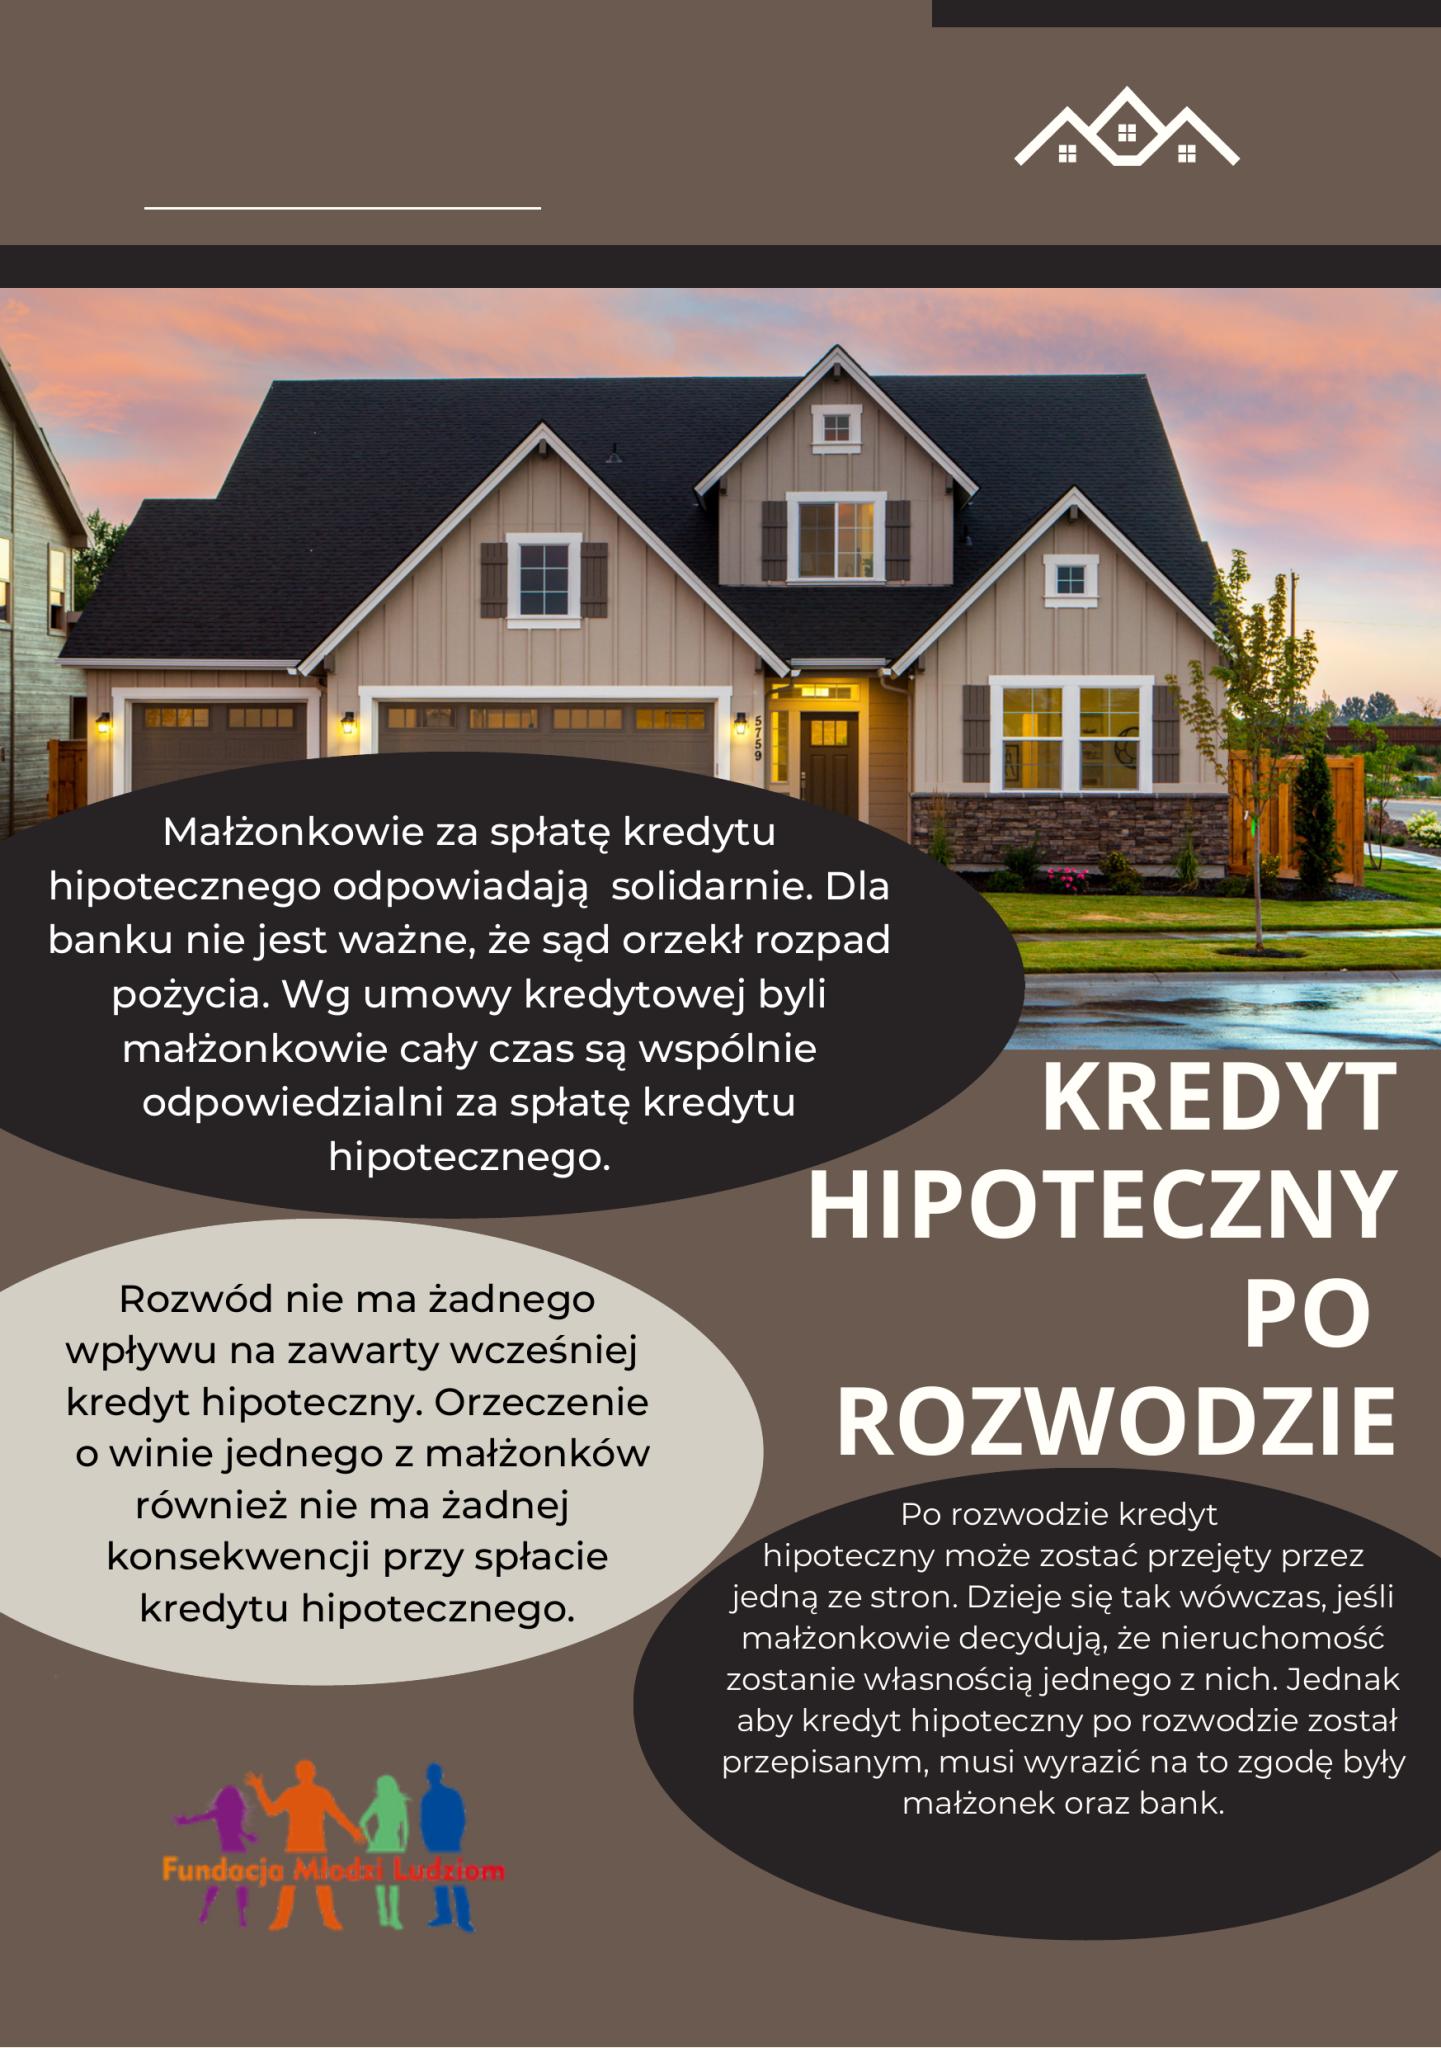 5759
Małżonkowie za spłatę kredytu
hipotecznego odpowiadają solidarnie. Dla
banku nie jest ważne, że sąd orzekł rozpad
pożycia. Wg umowy kredytowej byli
małżonkowie cały czas są wspólnie
odpowiedzialni za spłatę kredytu
hipotecznego.
KREDYT
HIPOTECZNY
PO
ROZWODZIE
Rozwód nie ma żadnego
wpływu na zawarty wcześniej
kredyt hipoteczny. Orzeczenie
o winie jednego z małżonków
również nie ma żadnej
konsekwencji przy spłacie
kredytu hipotecznego.
Po rozwodzie kredyt
hipoteczny może zostać przejęty przez
jedną ze stron. Dzieje się tak wówczas, jeśli
małżonkowie decydują, że nieruchomość
zostanie własnością jednego z nich. Jednak
aby kredyt hipoteczny po rozwodzie został
przepisanym, musi wyrazić na to zgodę były
małżonek oraz bank.
Fundacja Młodzi Ludziom